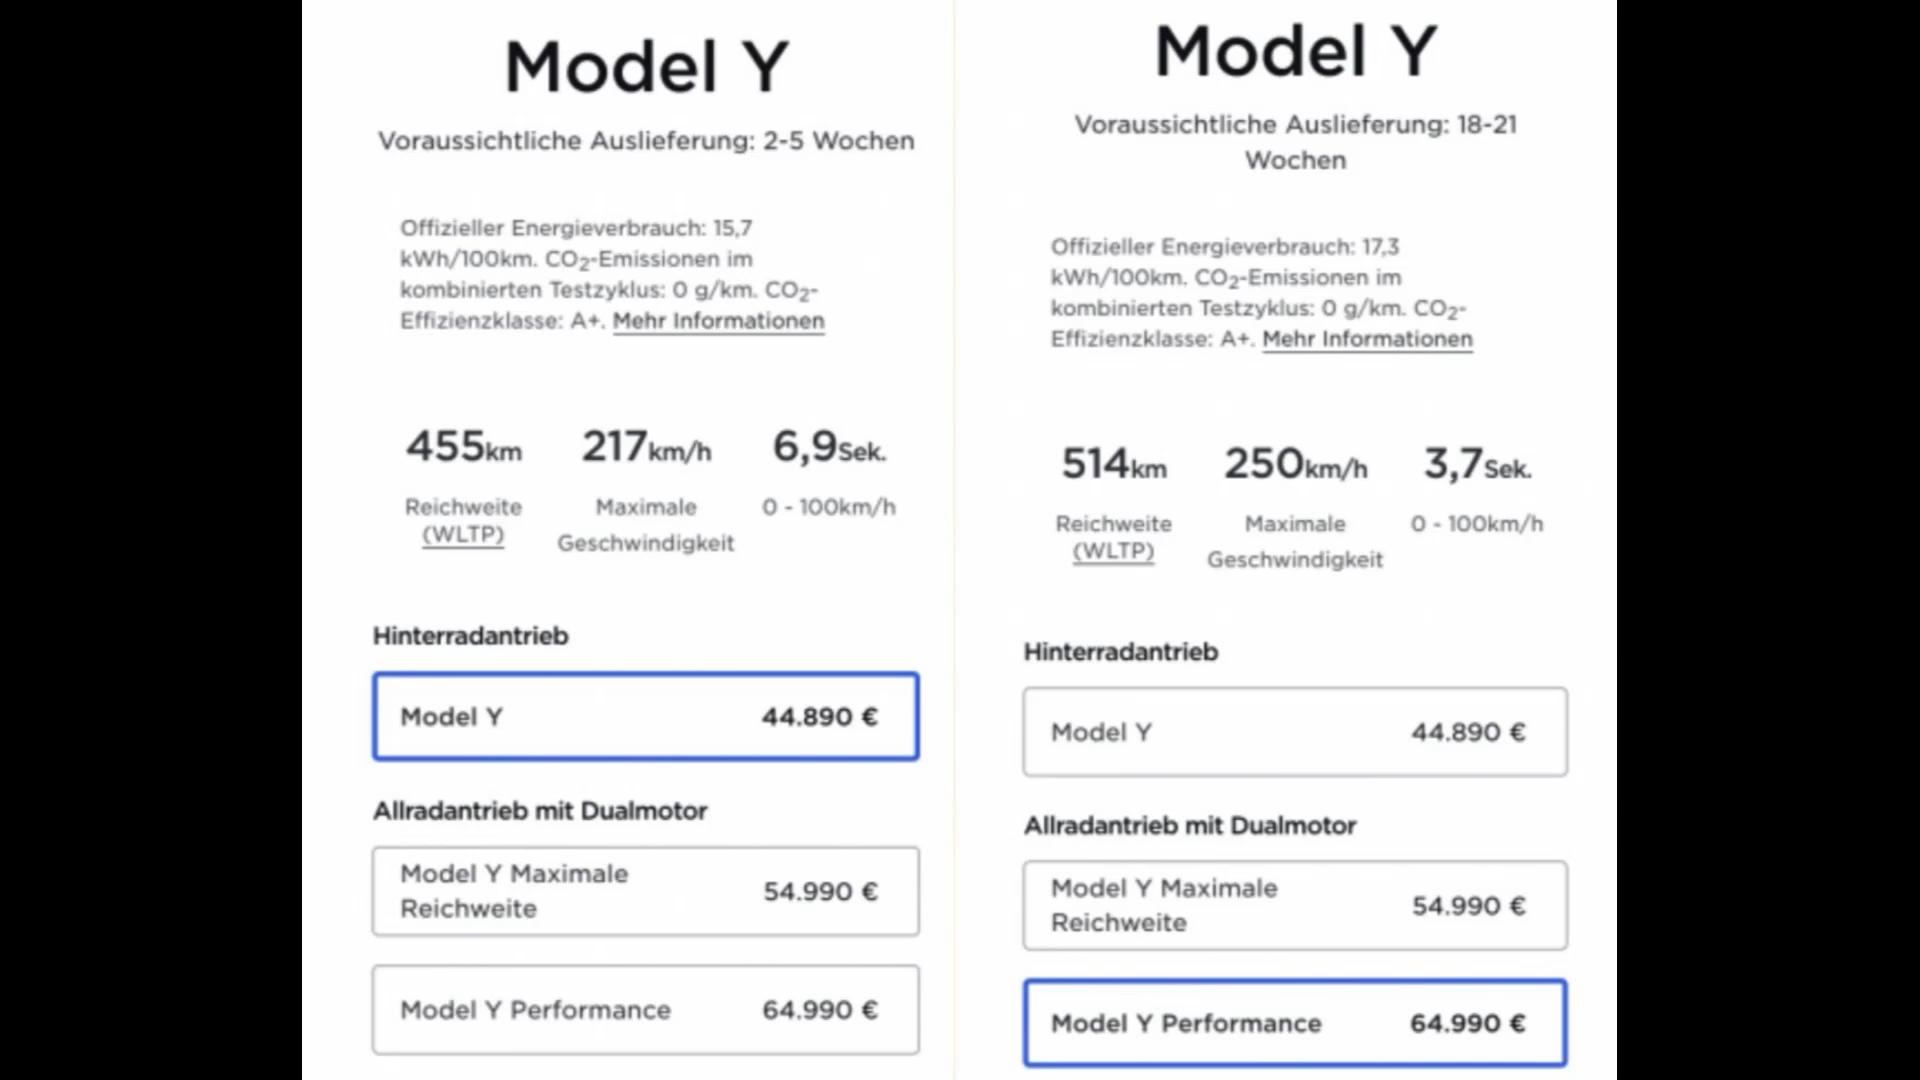 Model Y
Voraussichtliche Auslieferung: 2-5 Wochen
Offizieller Energieverbrauch: 15,7
kWh/100km. CO₂-Emissionen im
kombinierten Testzyklus: 0 g/km. CO₂-
Effizienzklasse: A+. Mehr Informationen
455km 217km/h 6,9Sek.
Reichweite Maximale 0 - 100km/h
(WLTP) Geschwindigkeit
Hinterradantrieb
Model Y 44.890 €
Allradantrieb mit Dualmotor
Model Y Maximale
Reichweite 54.990 €
Model Y Performance 64.990 €
Model Y
Voraussichtliche Auslieferung: 18-21
Wochen
Offizieller Energieverbrauch: 17,3
kWh/100km. CO₂-Emissionen im
kombinierten Testzyklus: 0 g/km. CO₂-
Effizienzklasse: A+. Mehr Informationen
514km 250km/h 3,7Sek.
Reichweite Maximale 0 - 100km/h
(WLTP) Geschwindigkeit
Hinterradantrieb
Model Y 44.890 €
Allradantrieb mit Dualmotor
Model Y Maximale
Reichweite 54.990 €
Model Y Performance 64.990 €